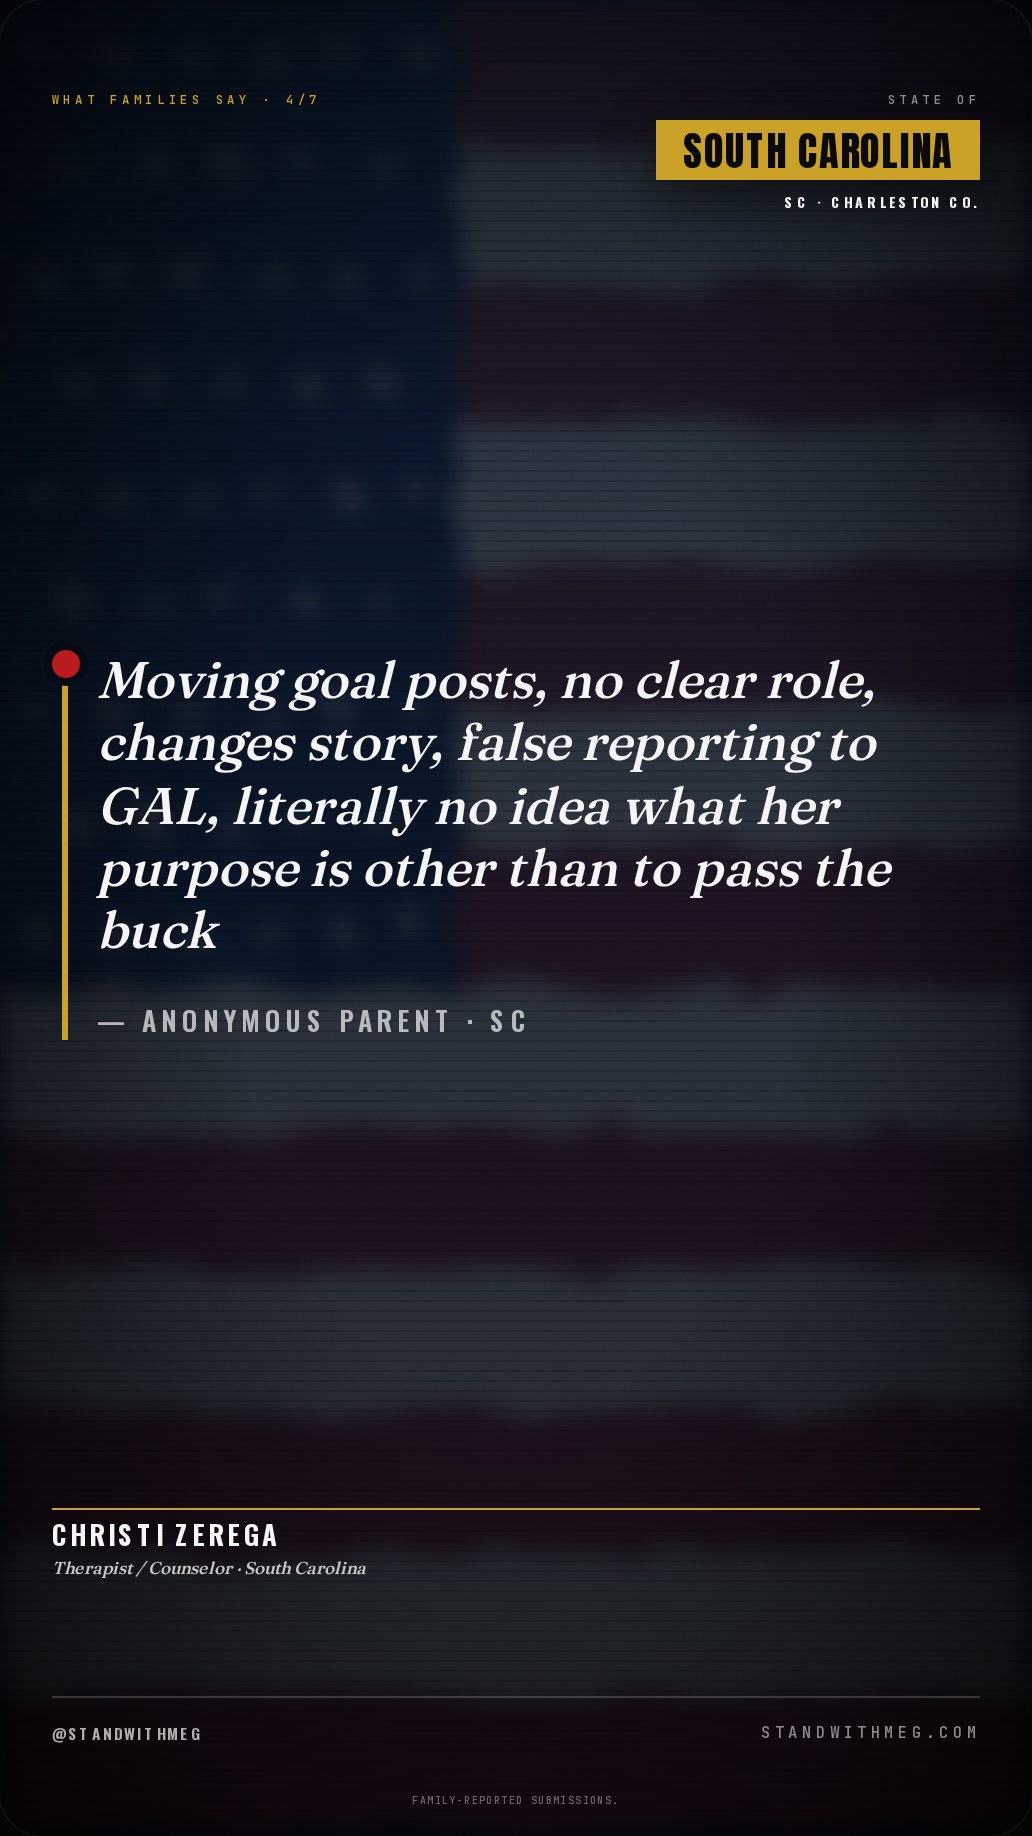 WHAT FAMILIES SAY · 4/7
STATE OF
SOUTH CAROLINA
SC · CHARLESTON CO.
Moving goal posts, no clear role,
changes story, false reporting to
GAL, literally no idea what her
purpose is other than to pass the
buck
— ANONYMOUS PARENT · SC
CHRISTI ZEREGA
Therapist / Counselor · South Carolina
@STANDWITHMEG
STANDWITHMEG.COM
FAMILY-REPORTED SUBMISSIONS.